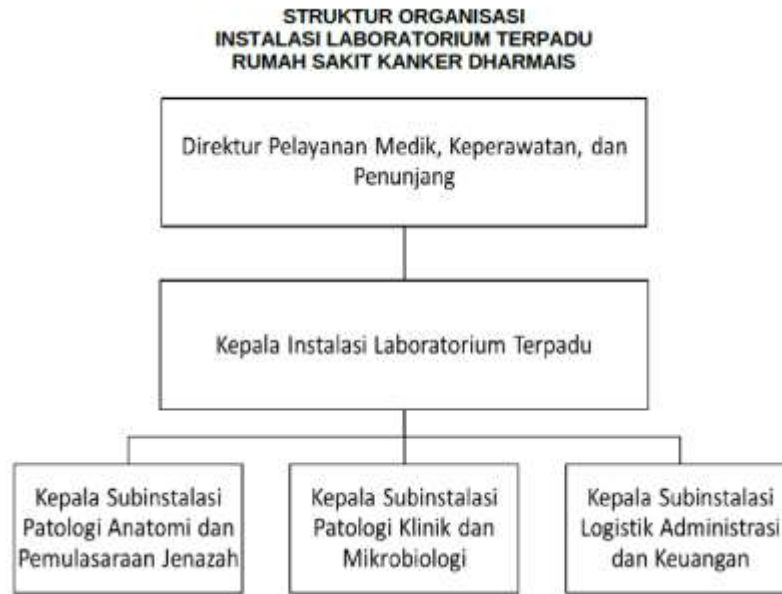 STRUKTUR ORGANISASI
INSTALASI LABORATORIUM TERPADU
RUMAH SAKIT KANKER DHARMAIS
Direktur Pelayanan Medik, Keperawatan, dan
Penunjang
Kepala Instalasi Laboratorium Terpadu
Kepala Subinstalasi
Patologi Anatomi dan
Pemulasaraan Jenazah
Kepala Subinstalasi
Patologi Klinik dan
Mikrobiologi
Kepala Subinstalasi
Logistik Administrasi
dan Keuangan